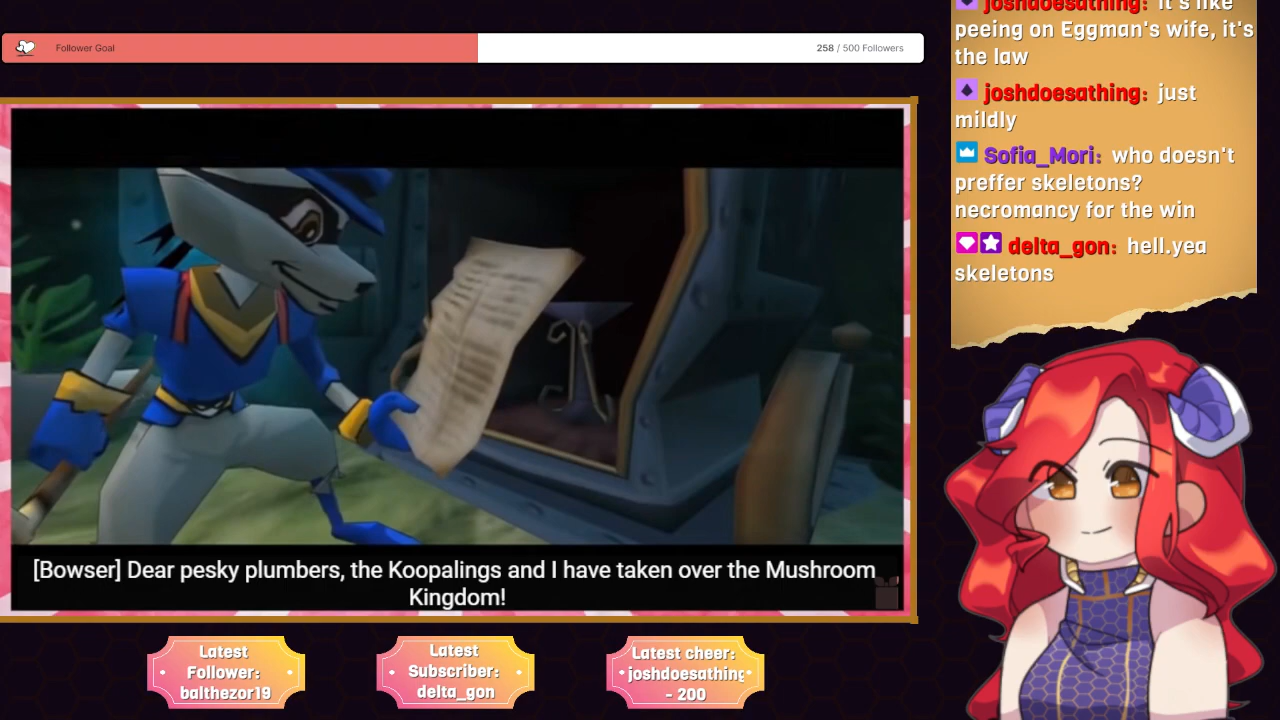 Follower Goal
258 / 500 Followers
joshdoesathing: it's like
peeing on Eggman's wife, it's
the law
joshdoesathing: just
mildly
Sofia_Mori: who doesn't
preffer skeletons?
necromancy for the win
delta_gon: hell.yea
skeletons
[Bowser] Dear pesky plumbers, the Koopalings and I have taken over the Mushroom
Kingdom!
Latest
Follower:
balthezor19
Latest
Subscriber:
delta_gon
Latest cheer:
joshdoesathing
- 200